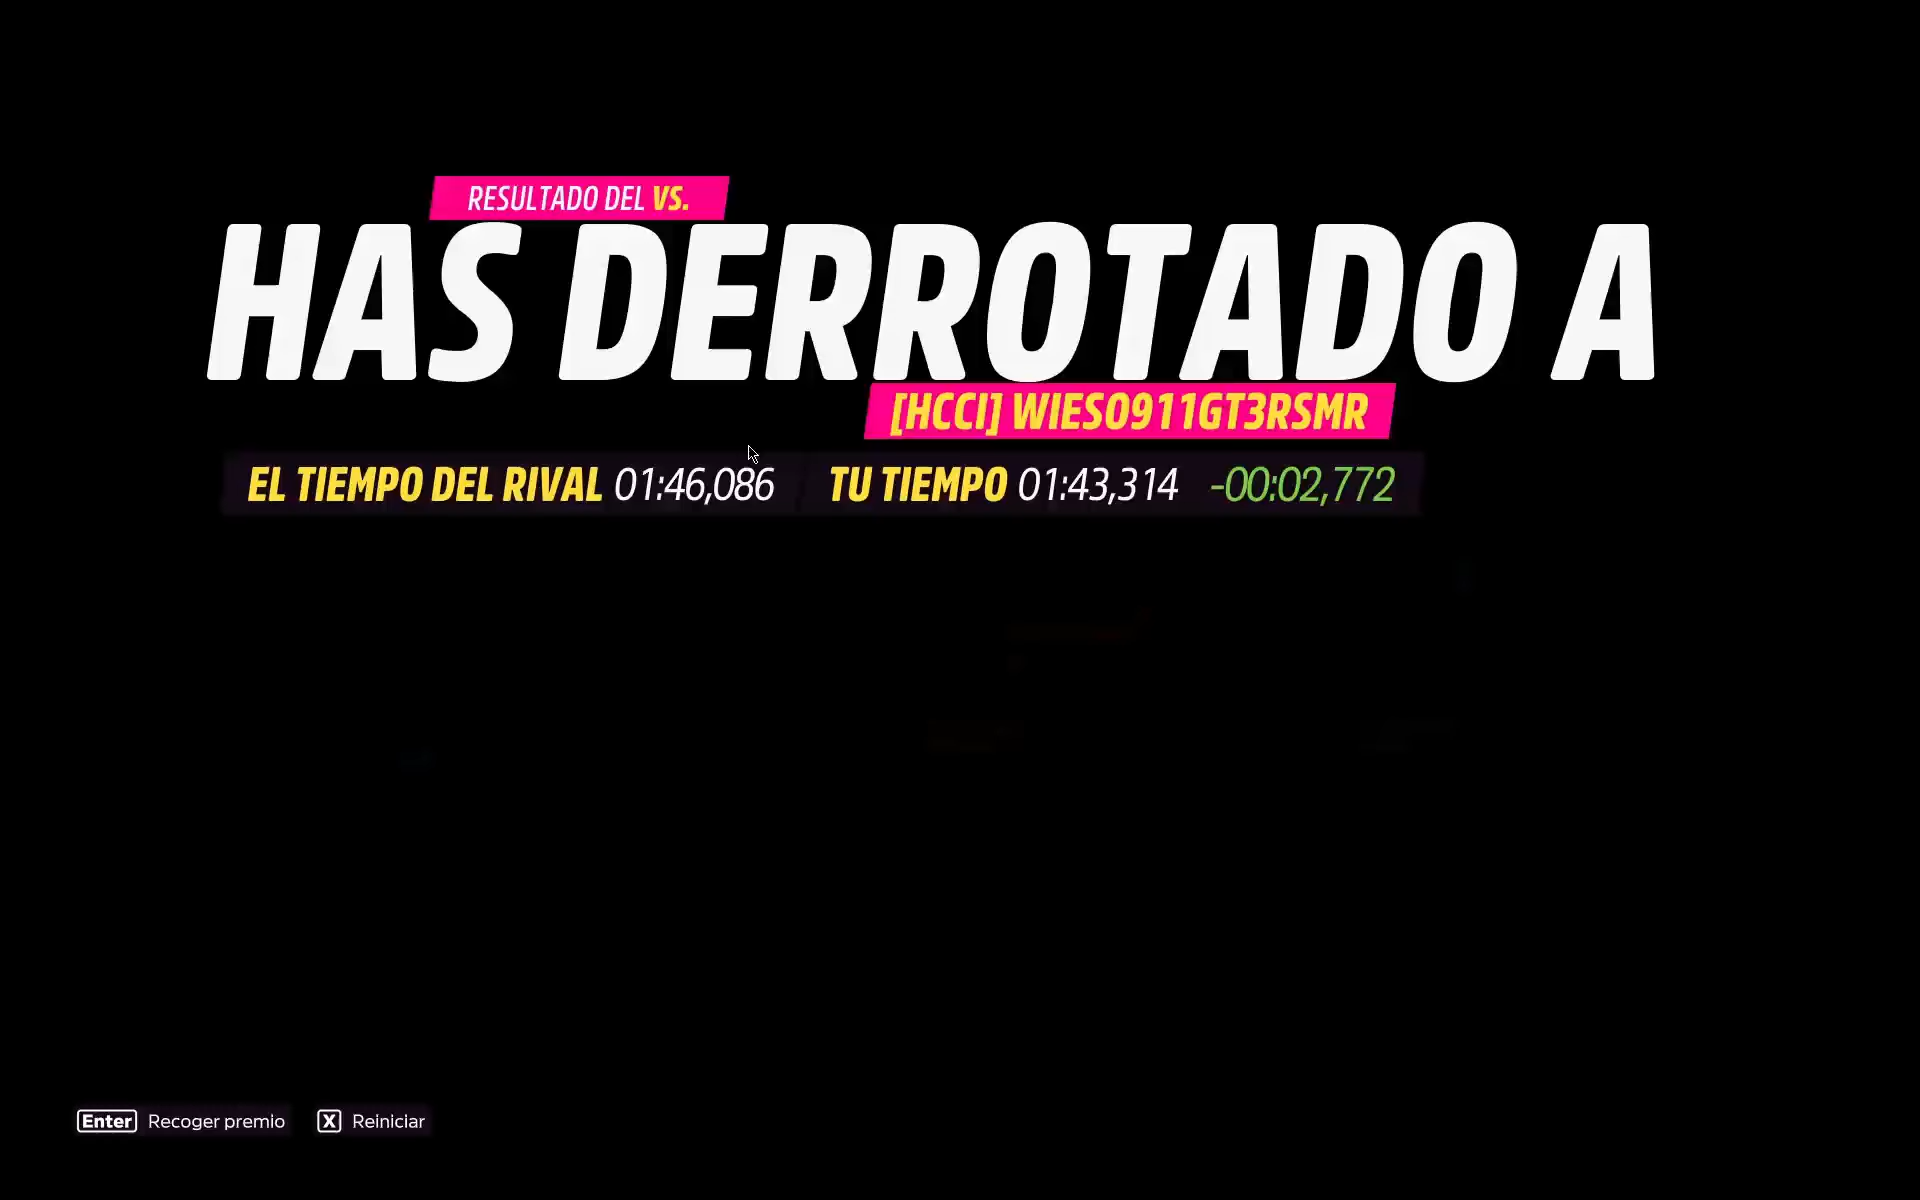 RESULTADO DEL VS.
HAS DERROTADO A
[HCCI] WIESO911GT3RSMR
EL TIEMPO DEL RIVAL 01:46,086 TU TIEMPO 01:43,314 -00:02,772
Enter Recoger premio X Reiniciar